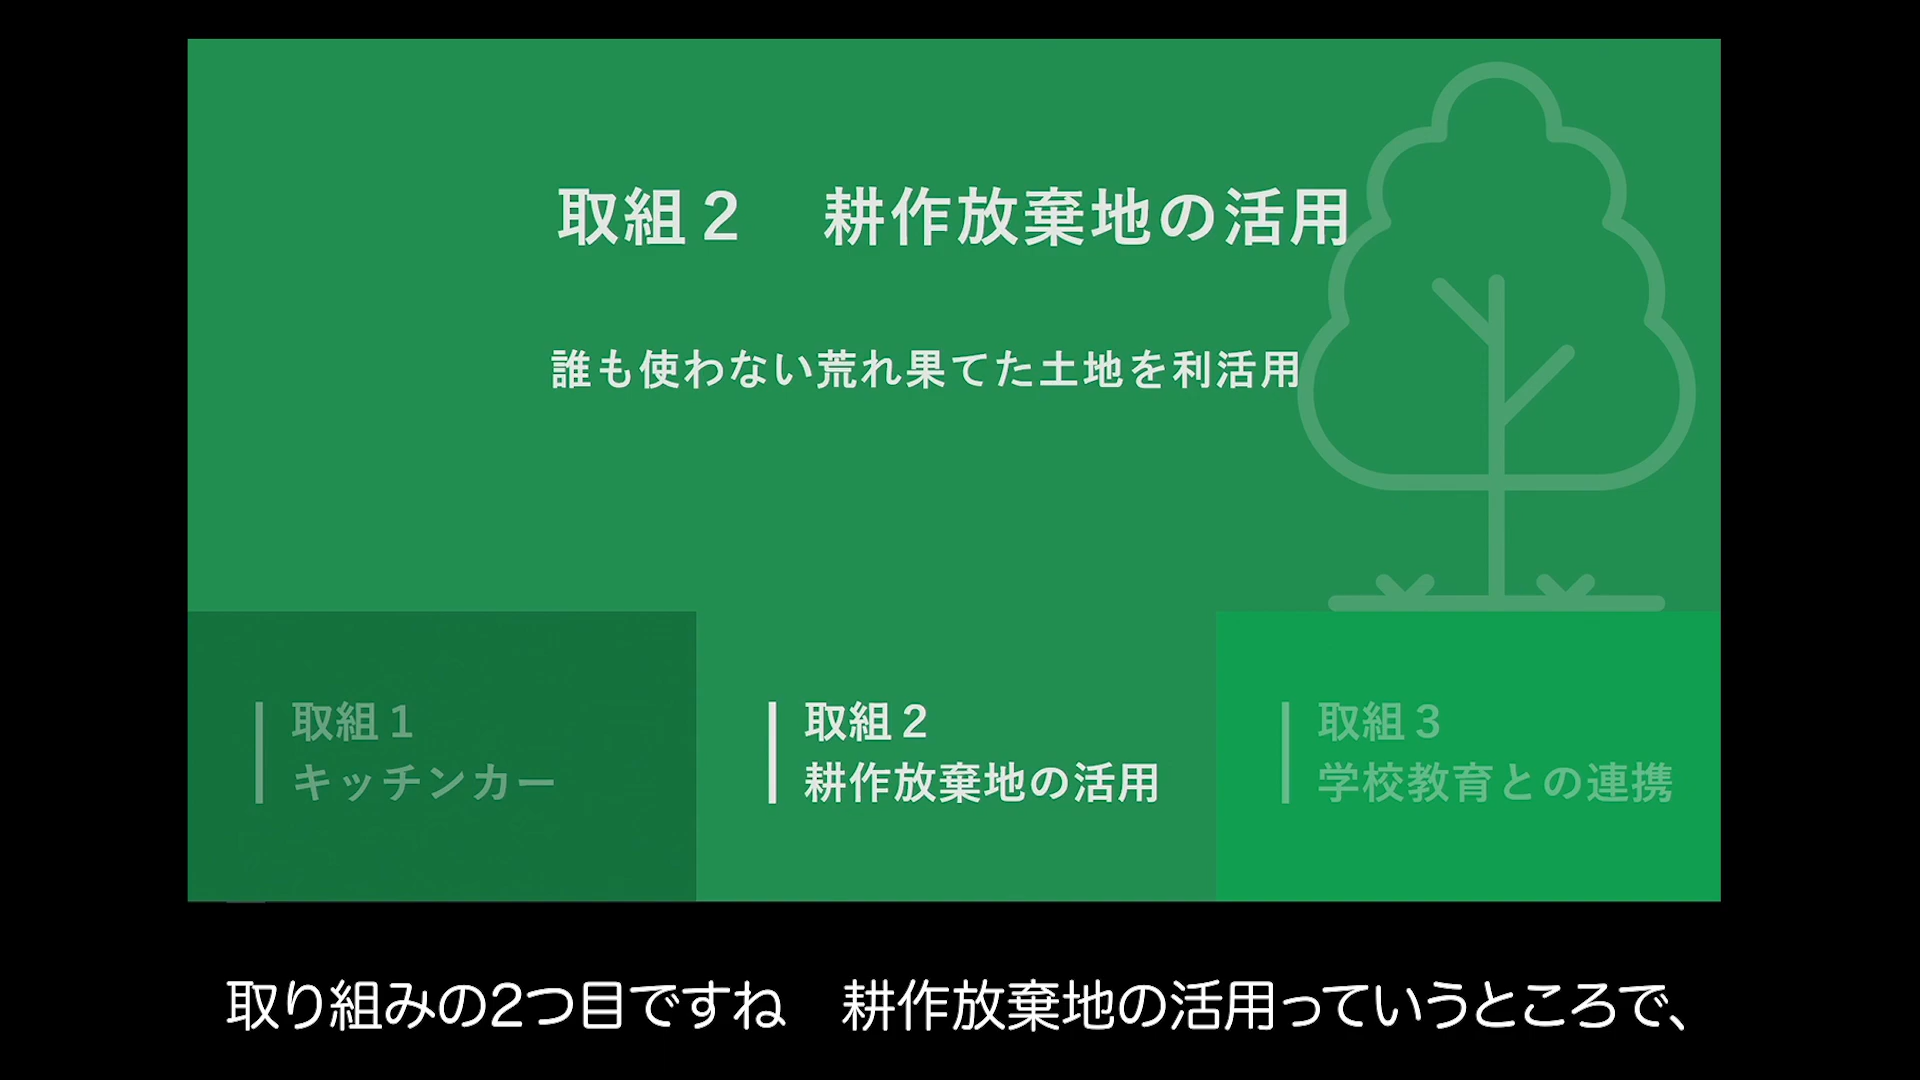 取組２　耕作放棄地の活用
誰も使わない荒れ果てた土地を利活用
取組１
キッチンカー
取組２
耕作放棄地の活用
取組３
学校教育との連携
取り組みの2つ目ですね　耕作放棄地の活用っていうところで、